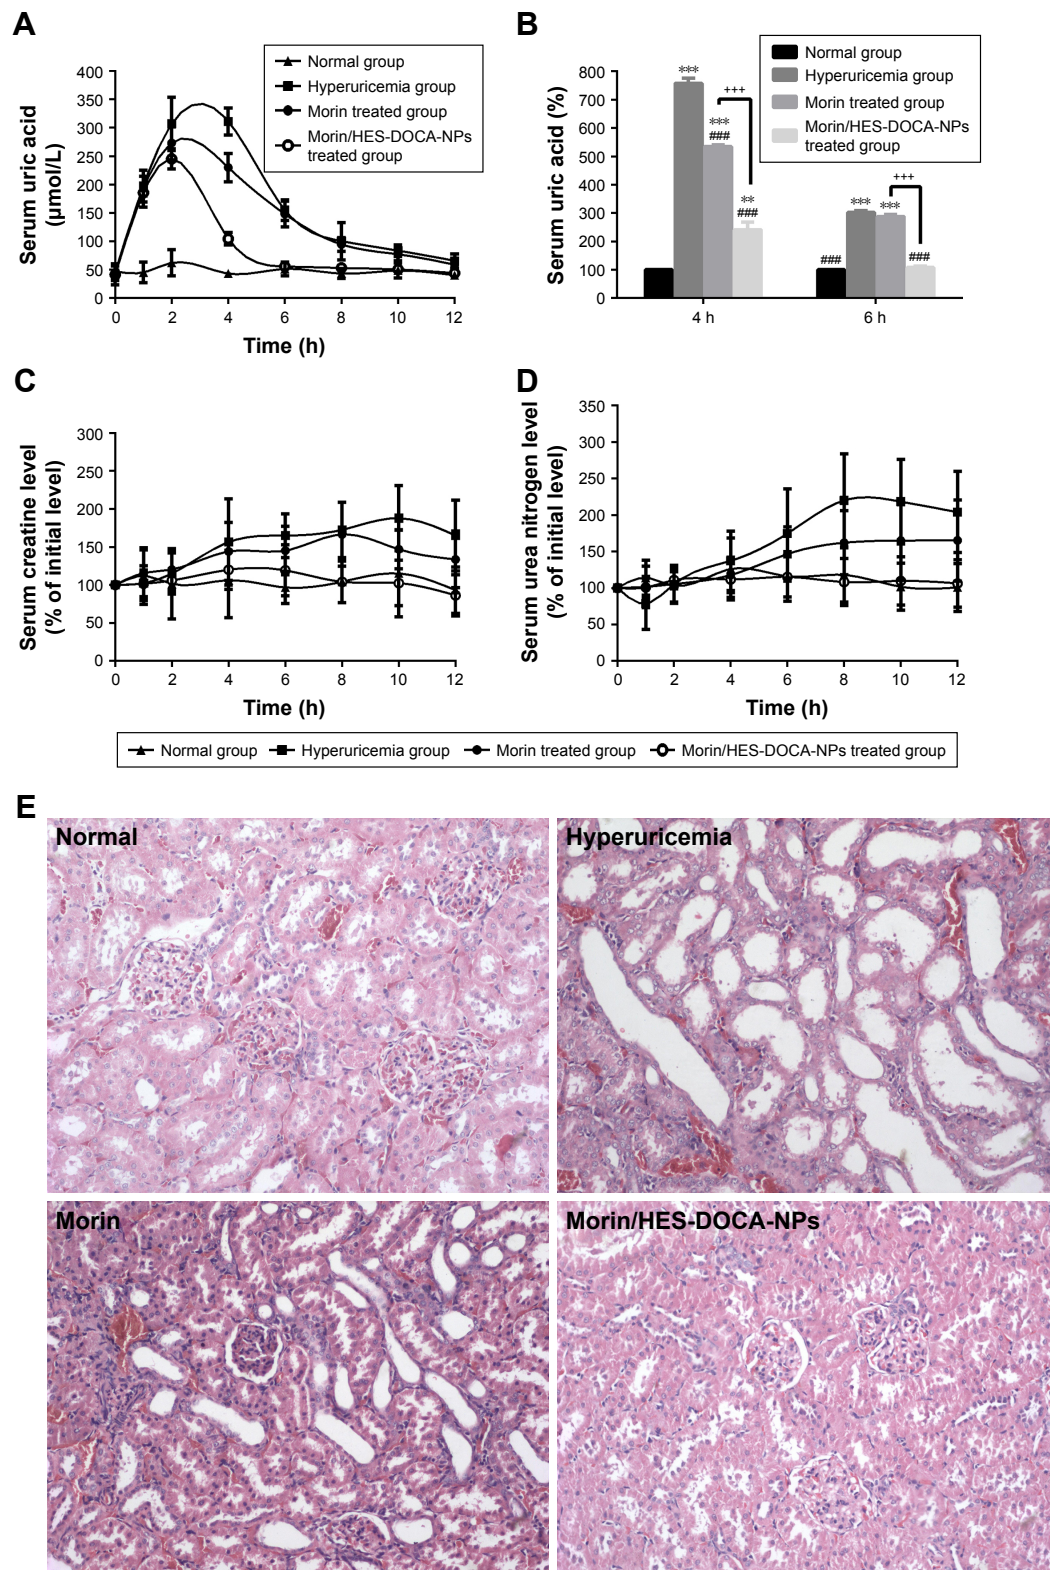 A
Normal group
Hyperuricemia group
Morin treated group
Morin/HES-DOCA-NPs
treated group
Serum uric acid
(µmol/L)
400
350
300
250
200
150
100
50
0
0 2 4 6 8 10 12
Time (h)
B
Normal group
Hyperuricemia group
Morin treated group
Morin/HES-DOCA-NPs
treated group
Serum uric acid (%)
800
700
600
500
400
300
200
100
0
***
+++
***
###
**
###
###
***
***
+++
###
4 h 6 h
C
Serum creatine level
(% of initial level)
300
250
200
150
100
50
0
0 2 4 6 8 10 12
Time (h)
D
Serum urea nitrogen level
(% of initial level)
350
300
250
200
150
100
50
0
0 2 4 6 8 10 12
Time (h)
Normal group Hyperuricemia group Morin treated group Morin/HES-DOCA-NPs treated group
E
Normal
Hyperuricemia
Morin
Morin/HES-DOCA-NPs